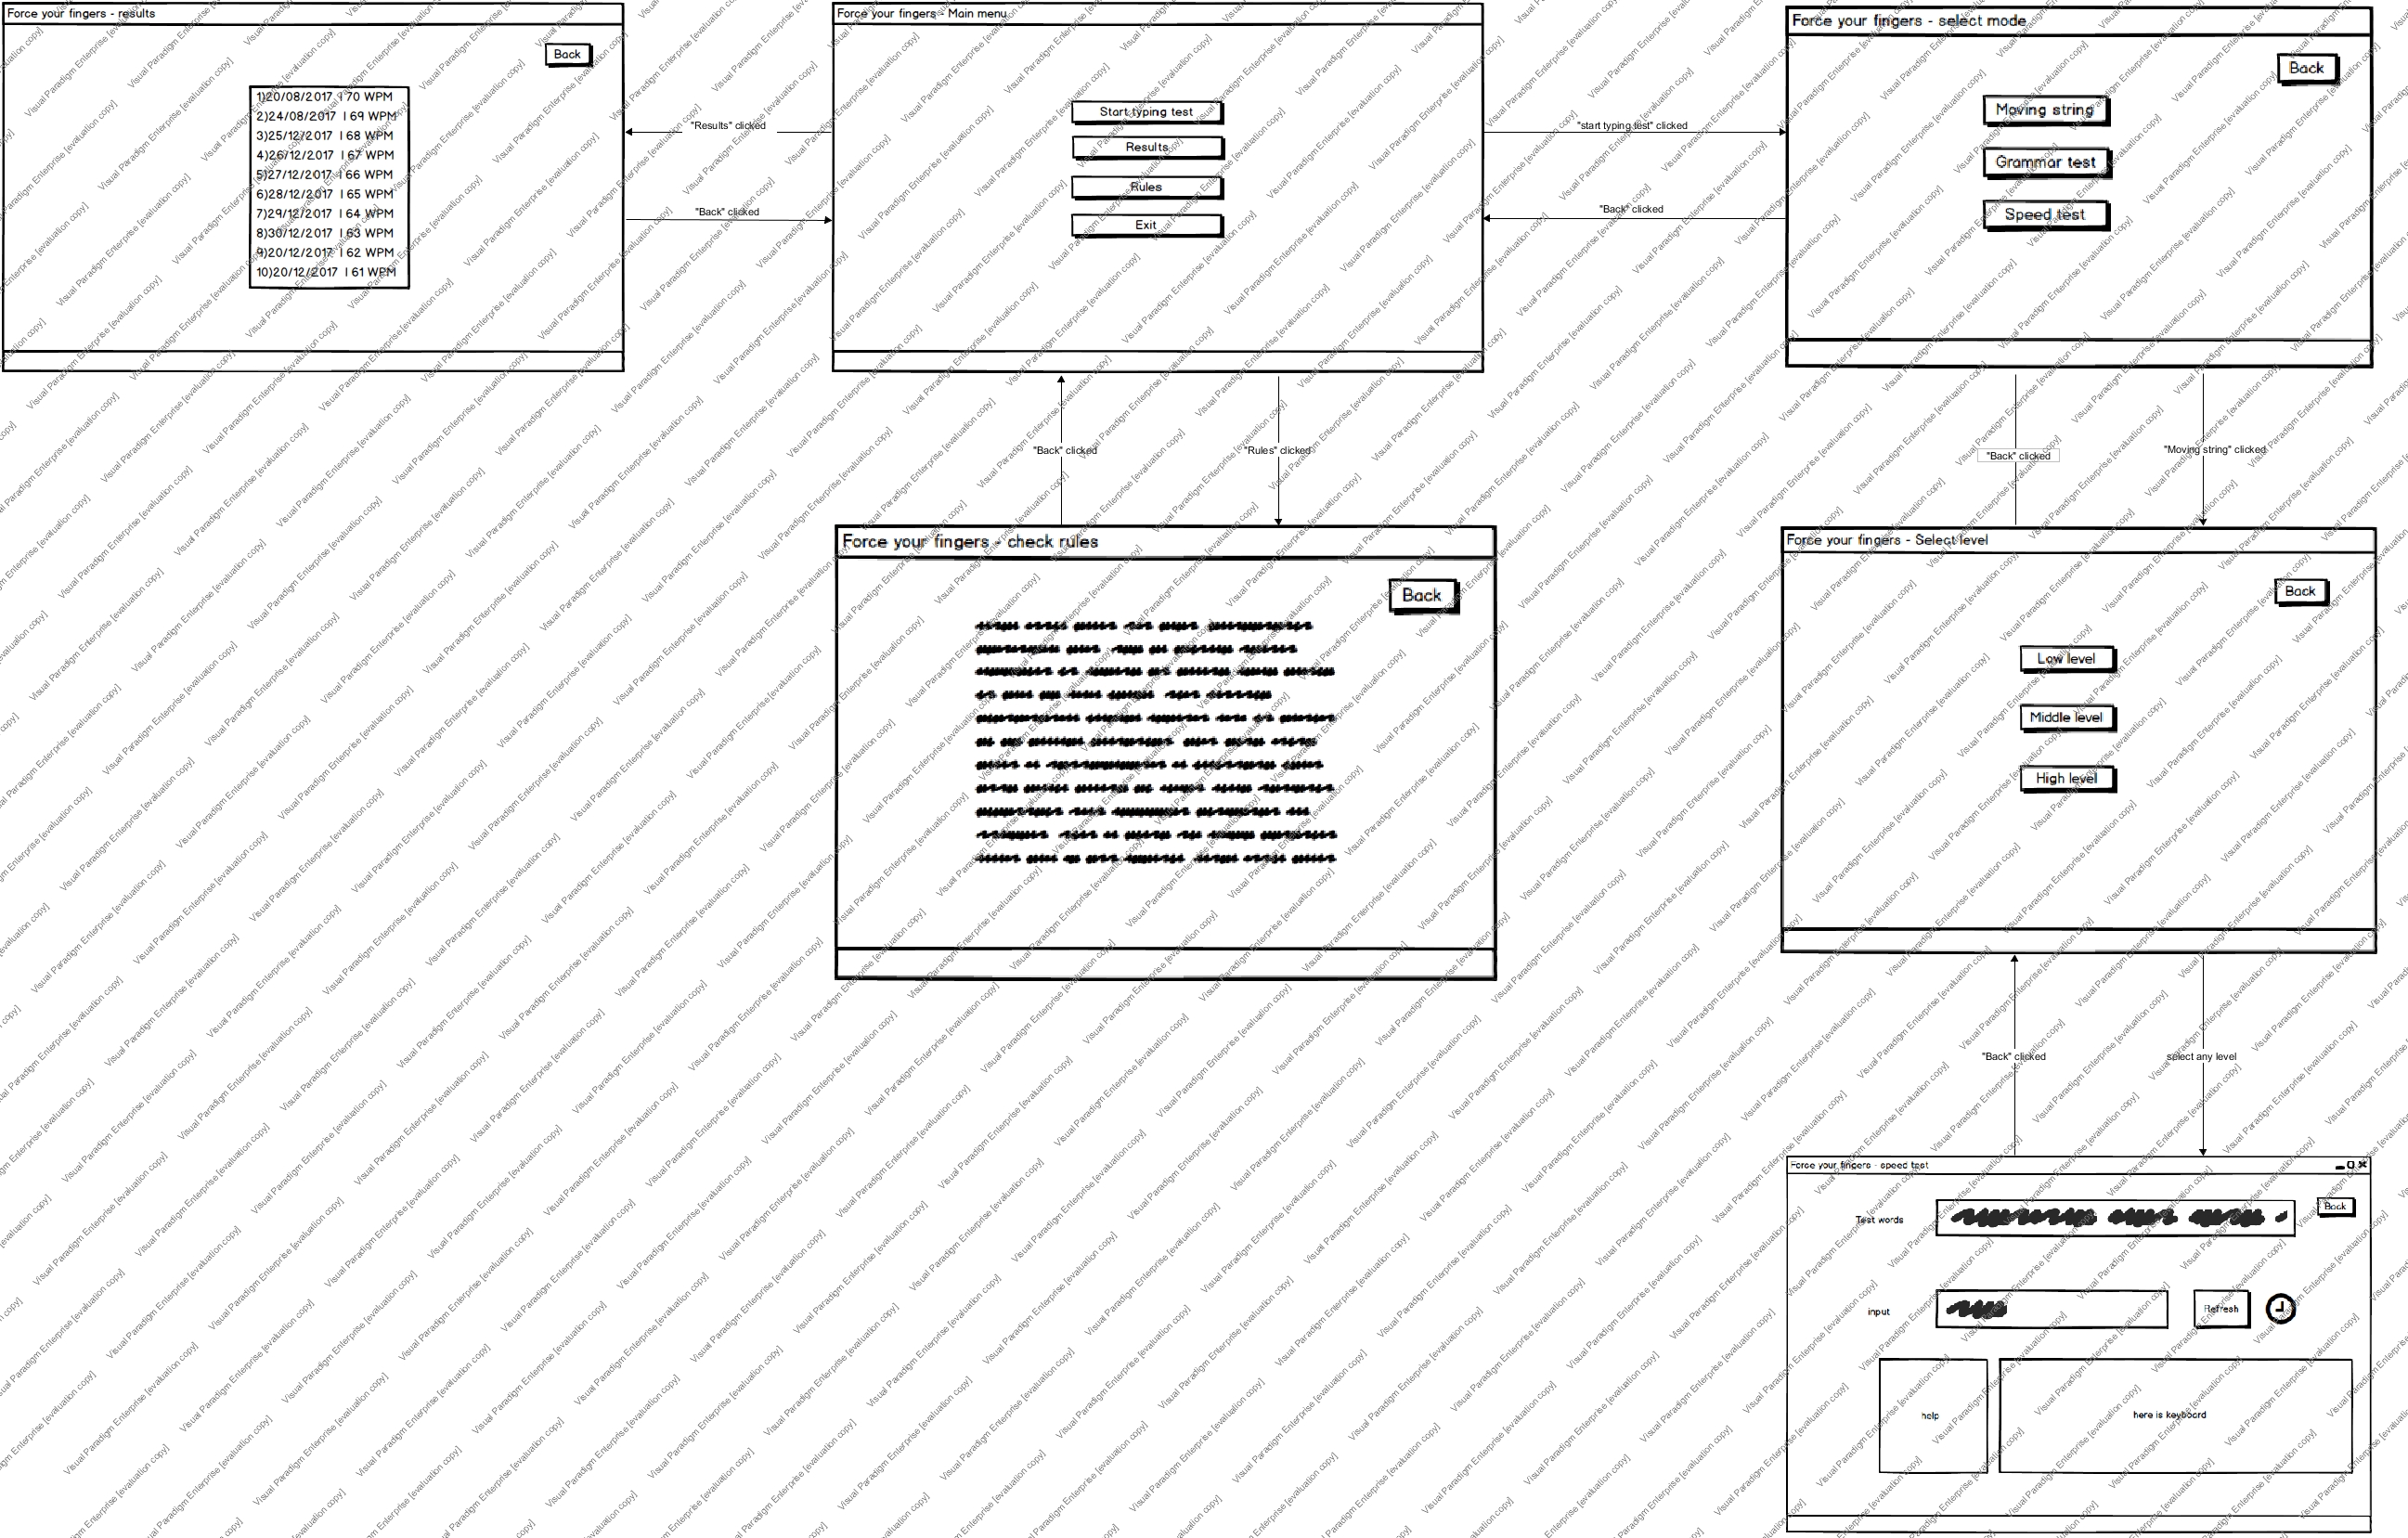 Force your fingers - results
Back
1)20/08/2017 | 70 WPM
2)24/08/2017 | 69 WPM
3)25/12/2017 | 68 WPM
4)26/12/2017 | 67 WPM
5)27/12/2017 | 66 WPM
6)28/12/2017 | 65 WPM
7)29/12/2017 | 64 WPM
8)30/12/2017 | 63 WPM
9)20/12/2017 | 62 WPM
10)20/12/2017 | 61 WPM
"Results" clicked
"Back" clicked
Force your fingers - Main menu
Start typing test
Results
Rules
Exit
"start typing test" clicked
"Back" clicked
Force your fingers - select mode
Back
Moving string
Grammar test
Speed test
"Back" clicked
"Rules" clicked
"Back" clicked
"Moving string" clicked
Force your fingers - check rules
Back
Force your fingers - Select level
Back
Low level
Middle level
High level
"Back" clicked
select any level
Force your fingers - speed test
Back
Test words
input
Refresh
help
here is keyboard
Visual Paradigm Enterprise [evaluation copy]